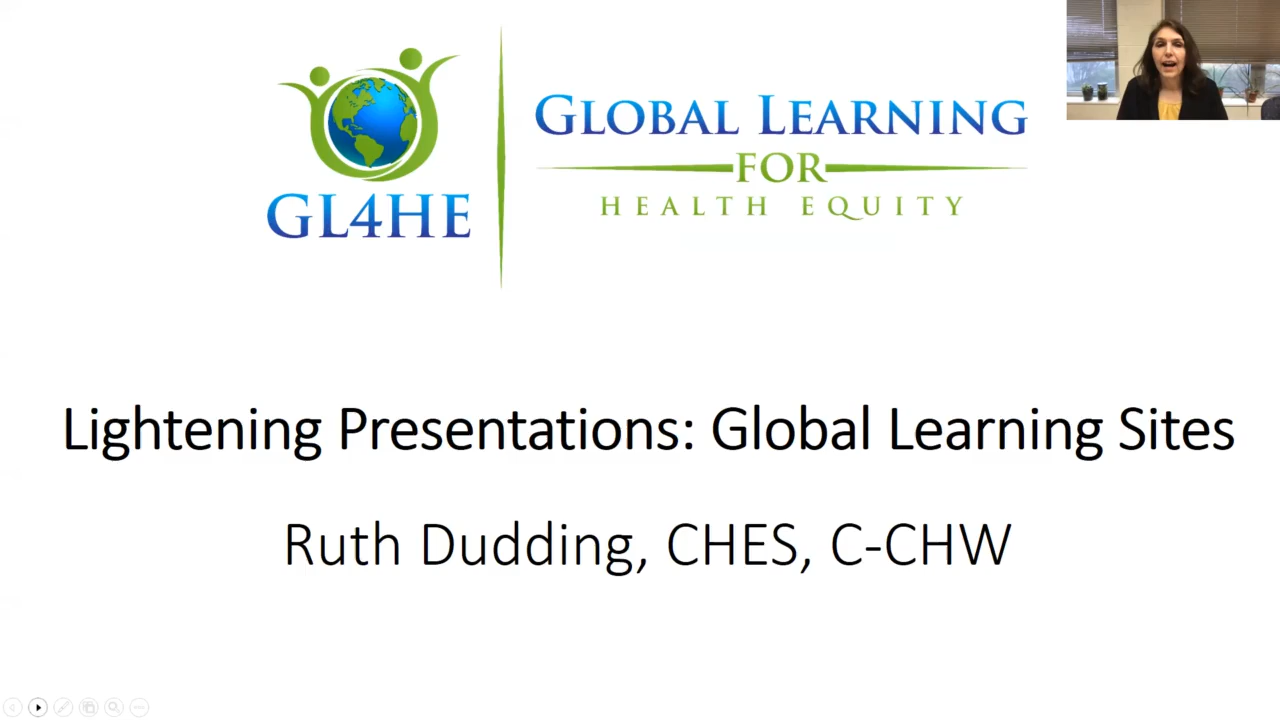 GL4HE
GLOBAL LEARNING
FOR
HEALTH EQUITY
Lightening Presentations: Global Learning Sites
Ruth Dudding, CHES, C-CHW